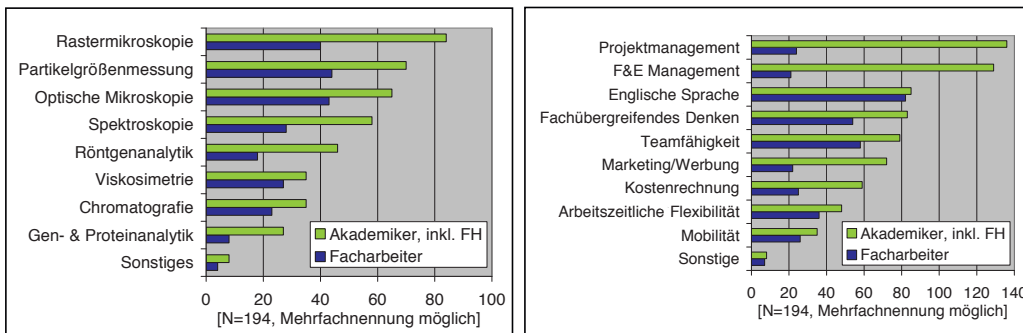 Rastermikroskopie
Partikelgrößenmessung
Optische Mikroskopie
Spektroskopie
Röntgenanalytik
Viskosimetrie
Chromatografie
Gen- & Proteinanalytik
Sonstiges
Akademiker, inkl. FH
Facharbeiter
0 20 40 60 80 100
[N=194, Mehrfachnennung möglich]
Projektmanagement
F&E Management
Englische Sprache
Fachübergreifendes Denken
Teamfähigkeit
Marketing/Werbung
Kostenrechnung
Arbeitszeitliche Flexibilität
Mobilität
Sonstige
Akademiker, inkl. FH
Facharbeiter
0 20 40 60 80 100 120 140
[N=194, Mehrfachnennung möglich]